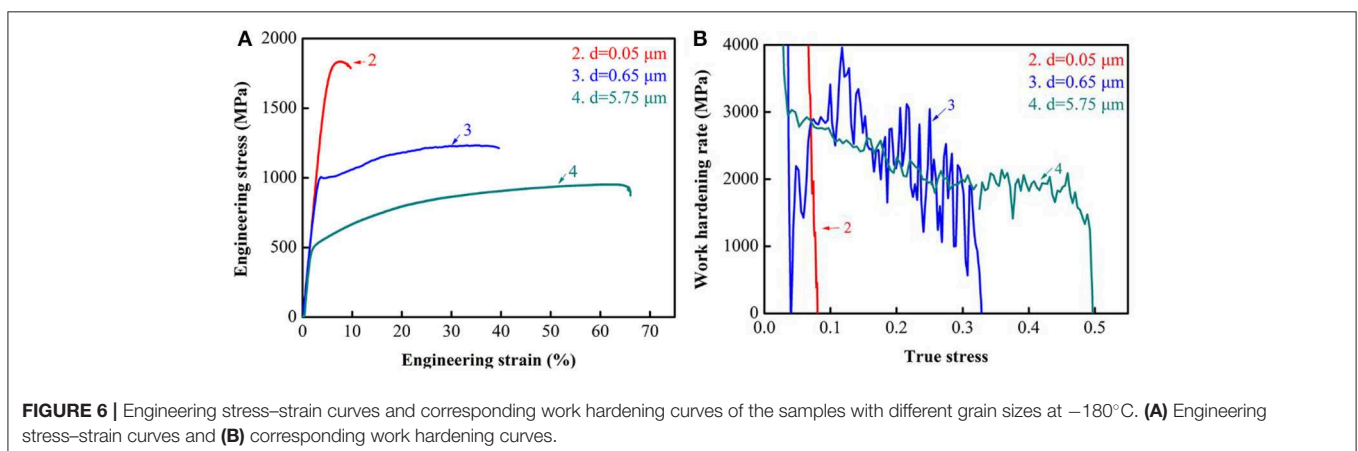 A
2000
1500
1000
500
0
Engineering stress (MPa)
0 10 20 30 40 50 60 70
Engineering strain (%)
2. d=0.05 μm
3. d=0.65 μm
4. d=5.75 μm
2
3
4
B
4000
3000
2000
1000
0
Work hardening rate (MPa)
0.0 0.1 0.2 0.3 0.4 0.5
True stress
2. d=0.05 μm
3. d=0.65 μm
4. d=5.75 μm
3
4
2
FIGURE 6 | Engineering stress–strain curves and corresponding work hardening curves of the samples with different grain sizes at −180°C. (A) Engineering
stress–strain curves and (B) corresponding work hardening curves.